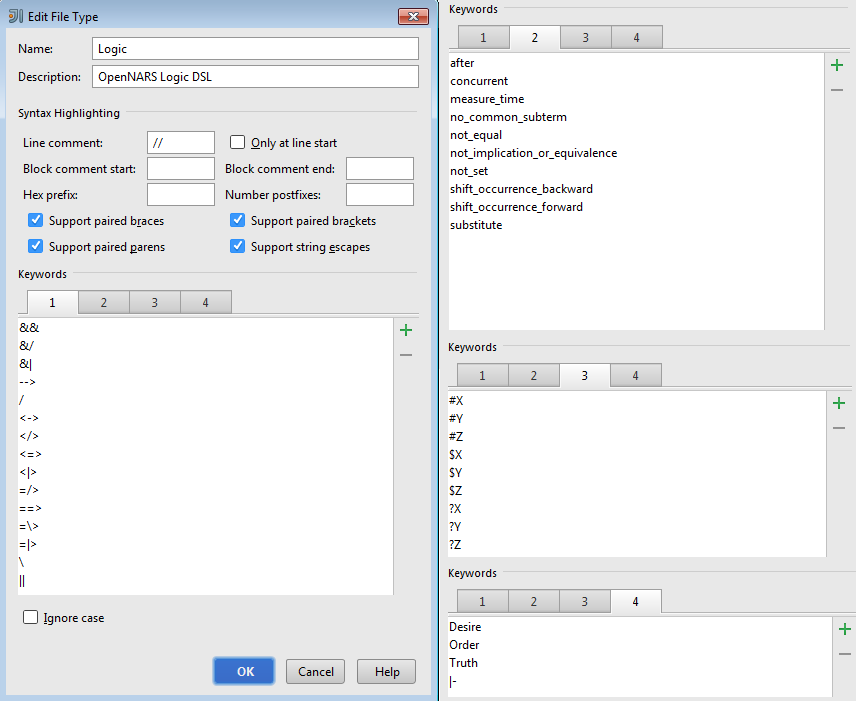 Edit File Type
Name: Logic
Description: OpenNARS Logic DSL
Syntax Highlighting
Line comment: // Only at line start
Block comment start: Block comment end:
Hex prefix: Number postfixes:
Support paired braces Support paired brackets
Support paired parens Support string escapes
Keywords
1 2 3 4
&&
&/
&|
-->
/
<->
</>
<=>
<|>
=/>
==>
=\>
=|>
\
||
Ignore case
OK Cancel Help
Keywords
1 2 3 4
after
concurrent
measure_time
no_common_subterm
not_equal
not_implication_or_equivalence
not_set
shift_occurrence_backward
shift_occurrence_forward
substitute
Keywords
1 2 3 4
#X
#Y
#Z
$X
$Y
$Z
?X
?Y
?Z
Keywords
1 2 3 4
Desire
Order
Truth
|-